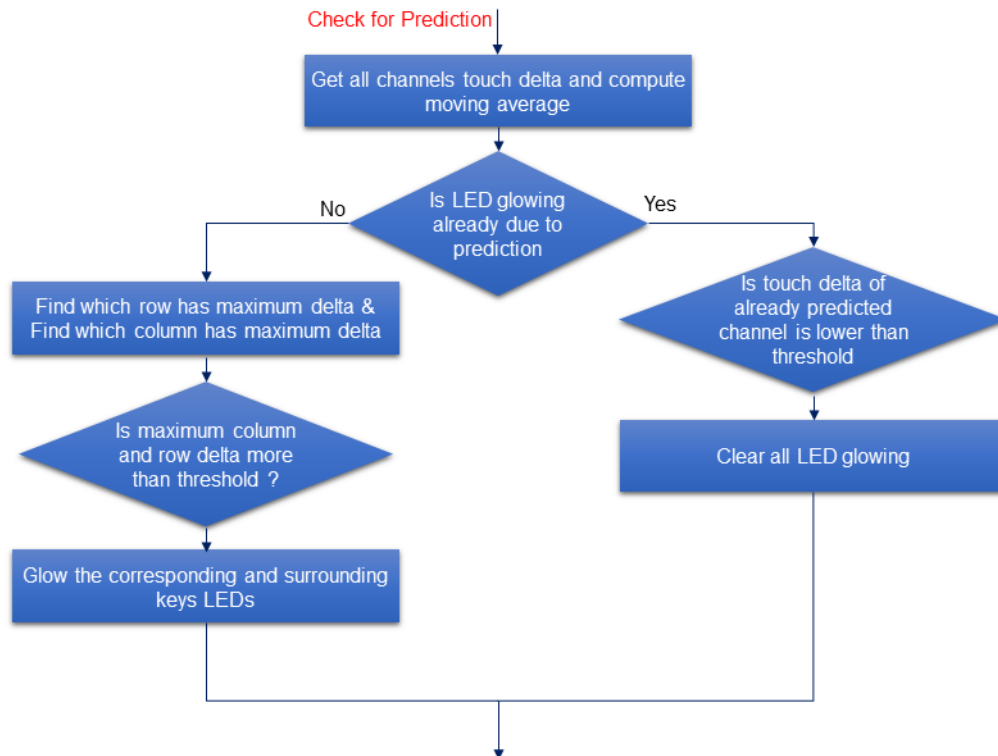 Check for Prediction
Get all channels touch delta and compute
moving average
Is LED glowing
already due to
prediction
No
Yes
Find which row has maximum delta &
Find which column has maximum delta
Is touch delta of
already predicted
channel is lower than
threshold
Is maximum column
and row delta more
than threshold ?
Clear all LED glowing
Glow the corresponding and surrounding
keys LEDs